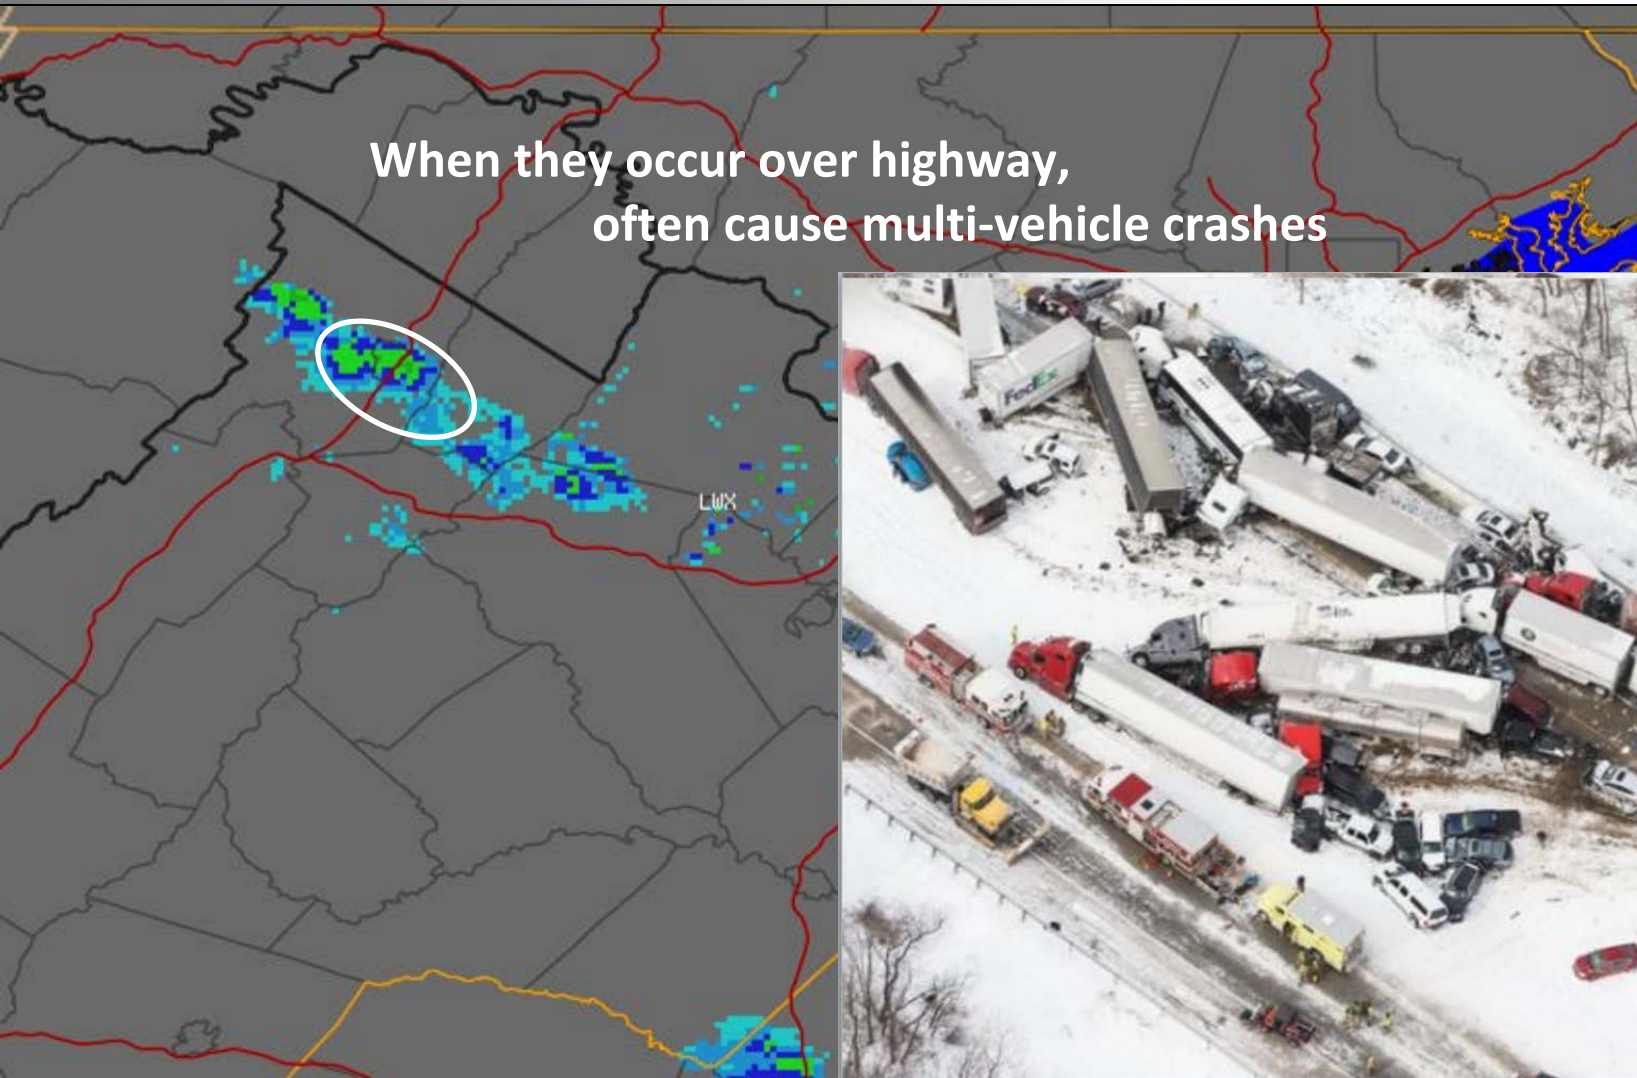 When they occur over highway,
often cause multi-vehicle crashes
FedEx
LWX